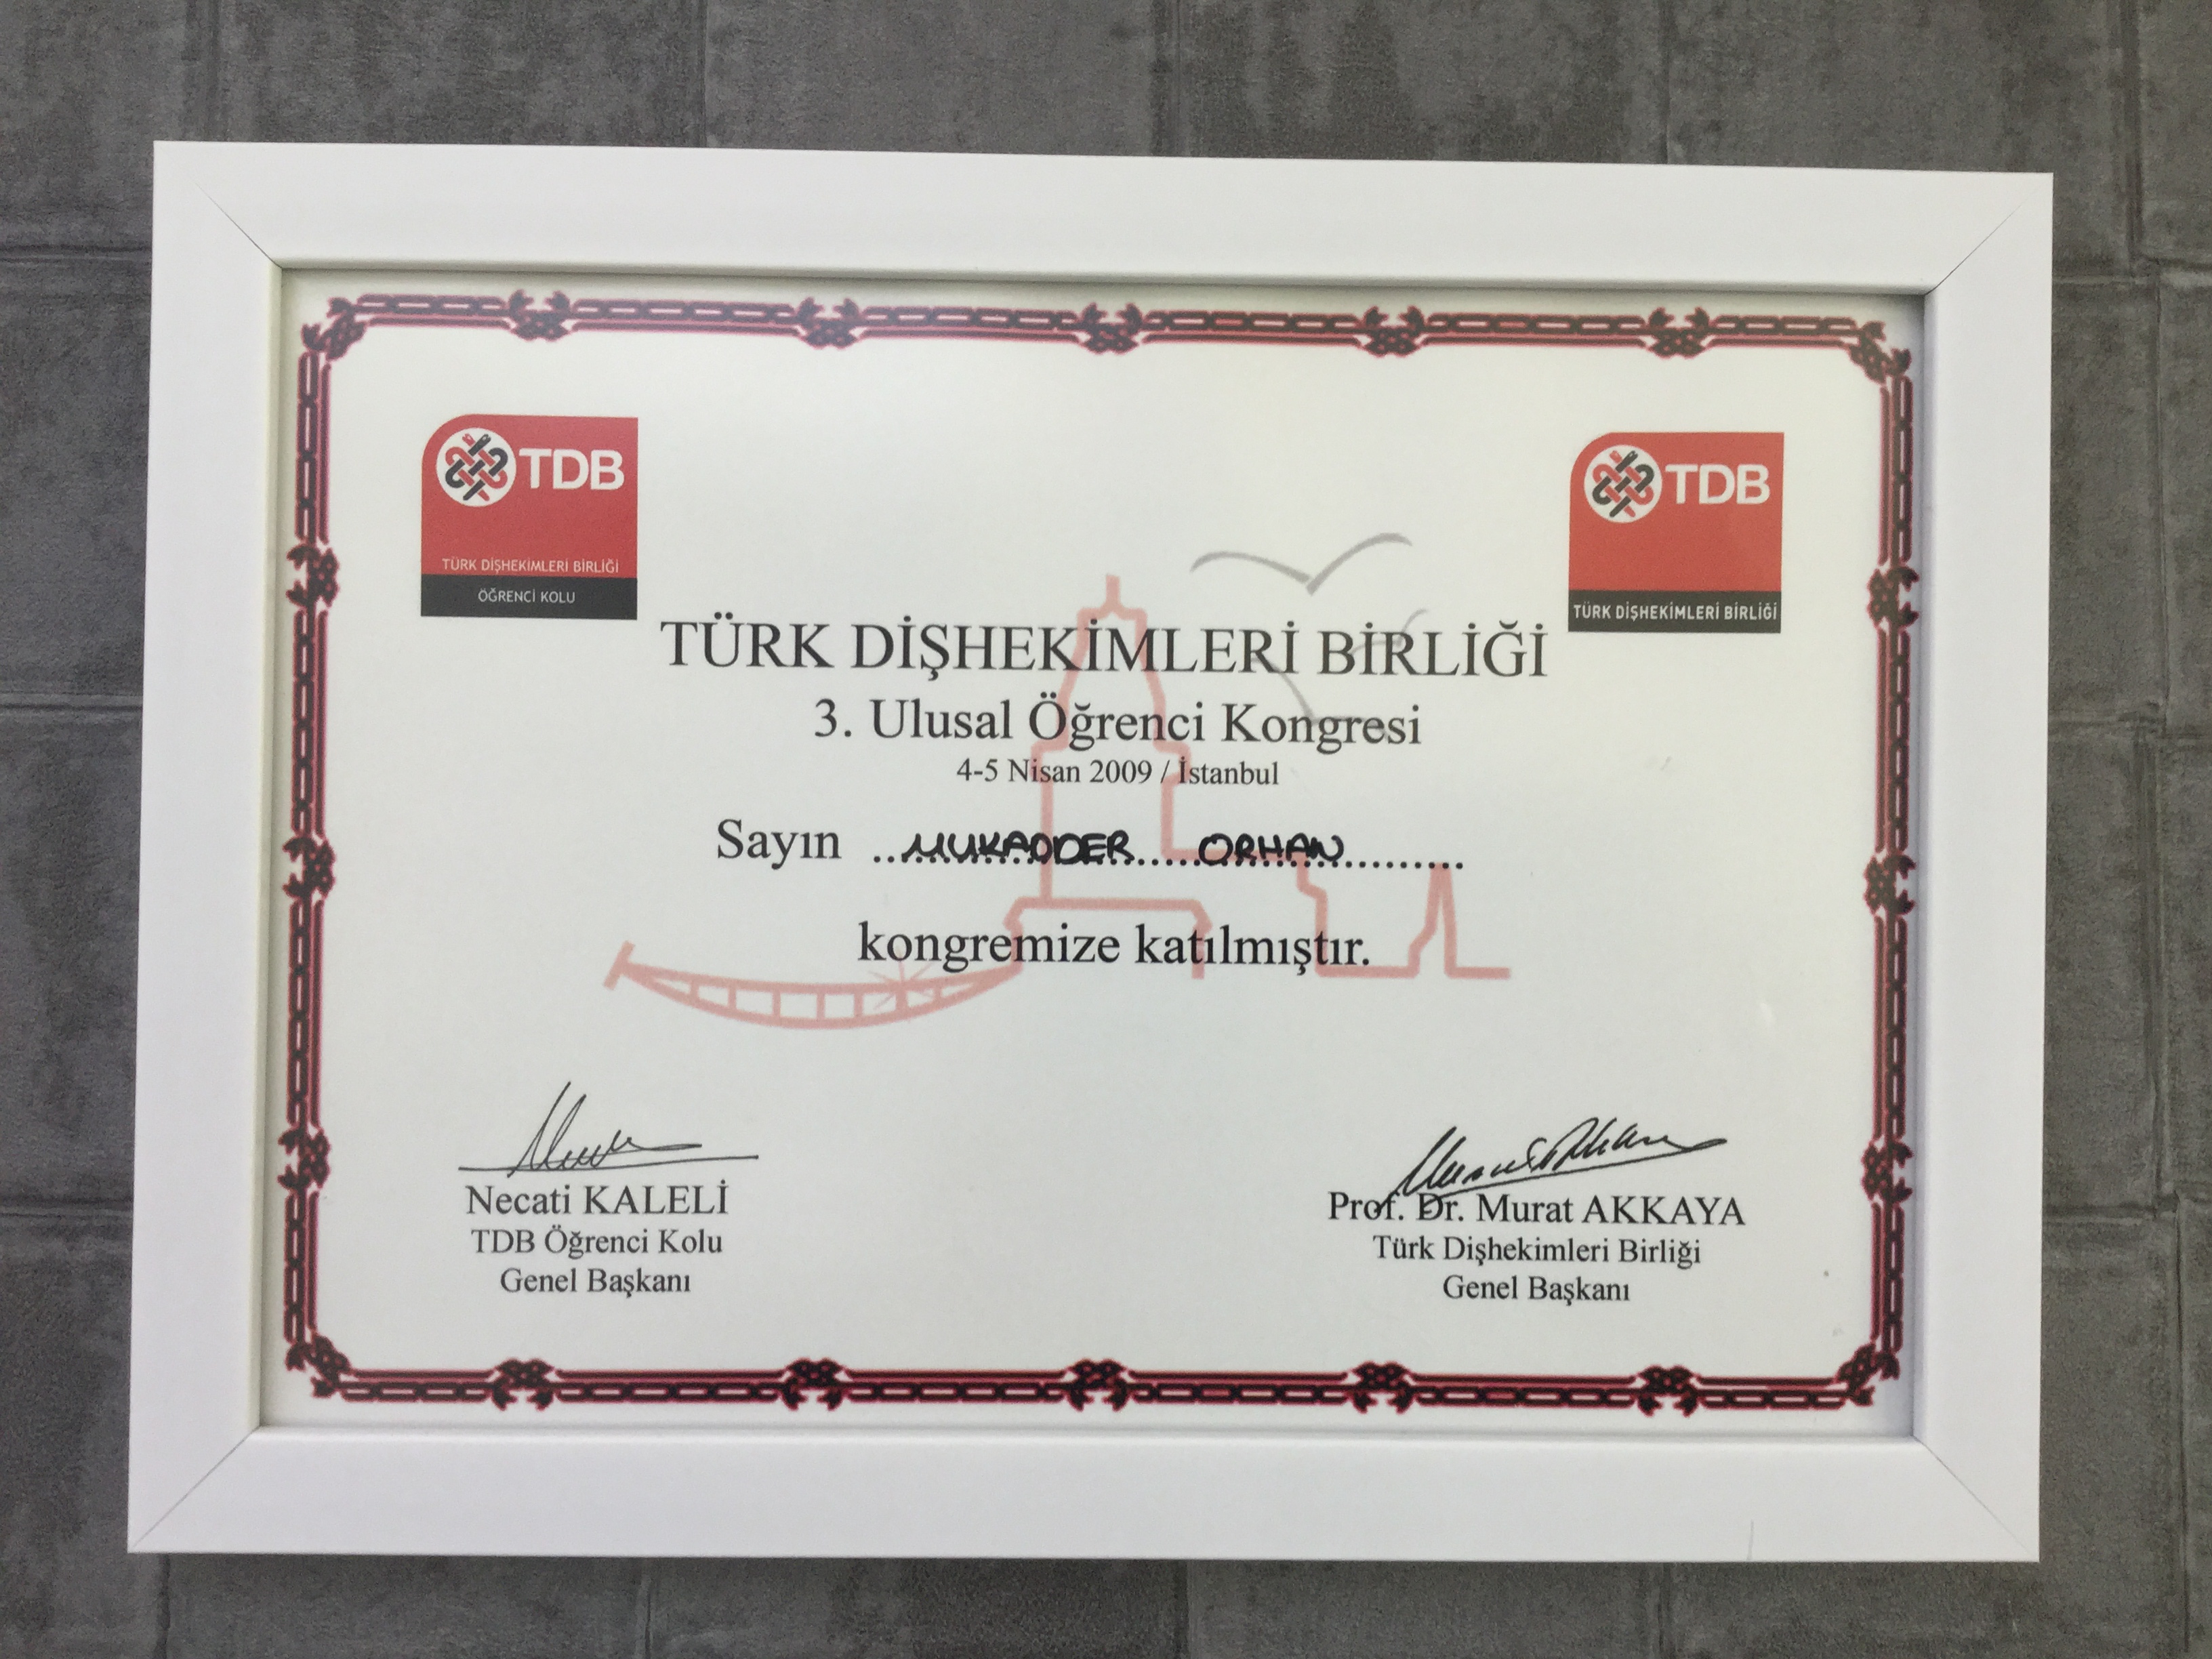 TDB
TÜRK DİŞHEKİMLERİ BİRLİĞİ
ÖĞRENCİ KOLU
TDB
TÜRK DİŞHEKİMLERİ BİRLİĞİ
TÜRK DİŞHEKİMLERİ BİRLİĞİ
3. Ulusal Öğrenci Kongresi
4-5 Nisan 2009 / İstanbul
Sayın MUKADDER ORHAN
kongremize katılmıştır.
Necati KALELİ
TDB Öğrenci Kolu
Genel Başkanı
Prof. Dr. Murat AKKAYA
Türk Dişhekimleri Birliği
Genel Başkanı